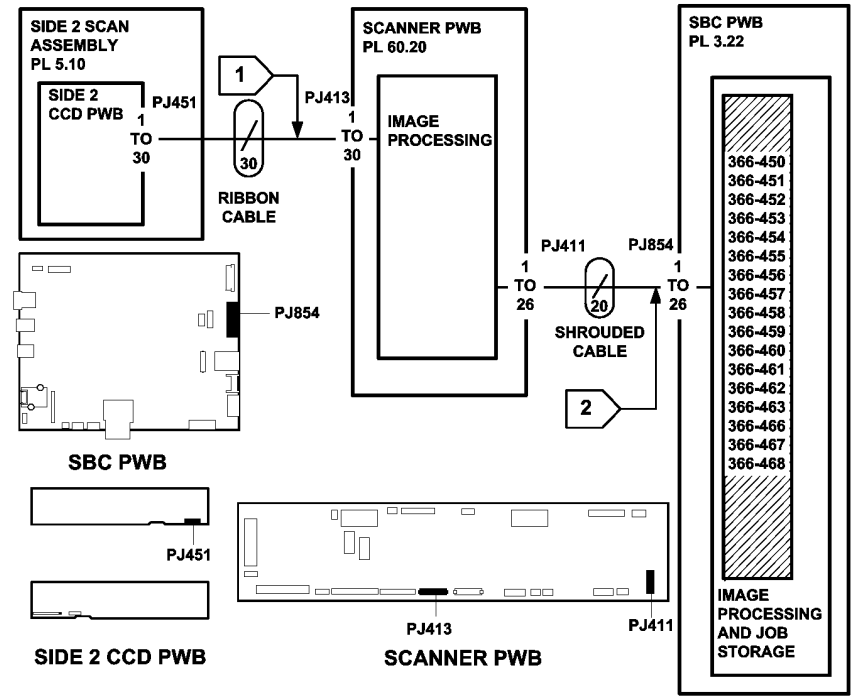 SIDE 2 SCAN
ASSEMBLY
PL 5.10
SIDE 2
CCD PWB
PJ451
1
TO
30
1
30
RIBBON
CABLE
SCANNER PWB
PL 60.20
PJ413
1
TO
30
IMAGE
PROCESSING
PJ411
1
TO
26
20
SHROUDED
CABLE
2
SBC PWB
PL 3.22
PJ854
1
TO
26
366-450
366-451
366-452
366-453
366-454
366-455
366-456
366-457
366-458
366-459
366-460
366-461
366-462
366-463
366-466
366-467
366-468
IMAGE
PROCESSING
AND JOB
STORAGE
PJ854
SBC PWB
PJ451
SIDE 2 CCD PWB
PJ413
PJ411
SCANNER PWB